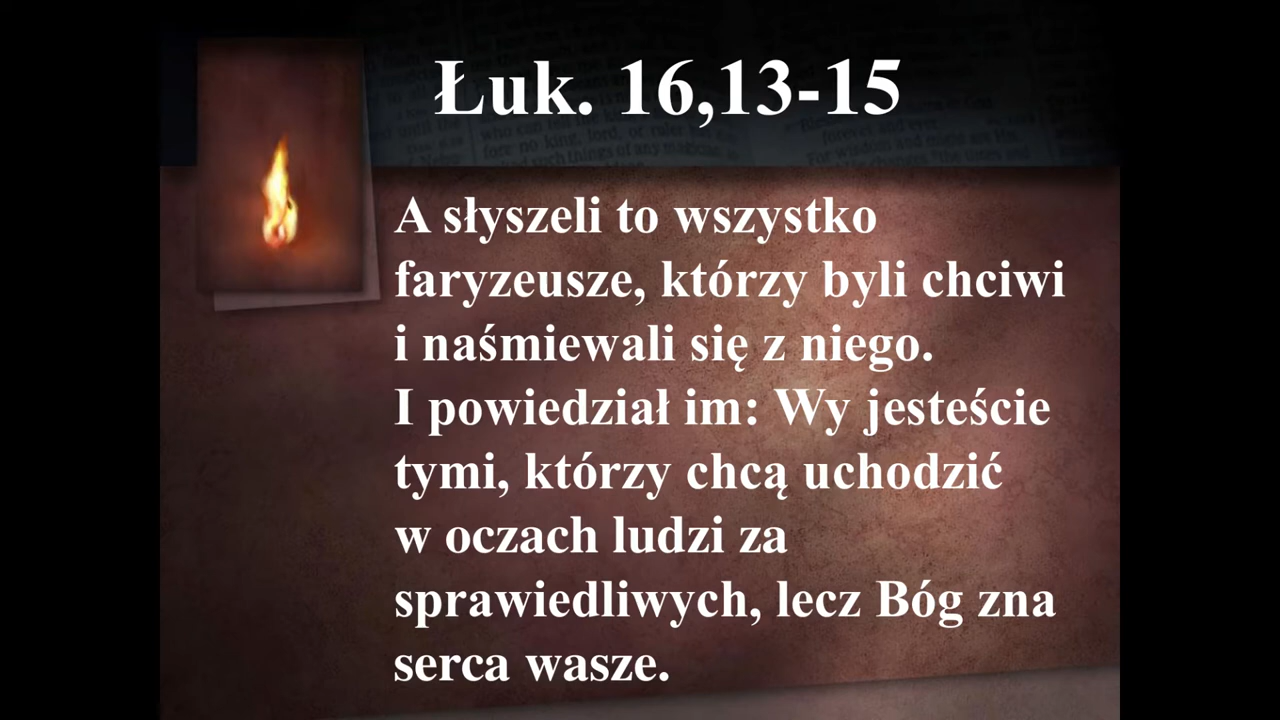 Łuk. 16,13-15
A słyszeli to wszystko
faryzeusze, którzy byli chciwi
i naśmiewali się z niego.
I powiedział im: Wy jesteście
tymi, którzy chcą uchodzić
w oczach ludzi za
sprawiedliwych, lecz Bóg zna
serca wasze.